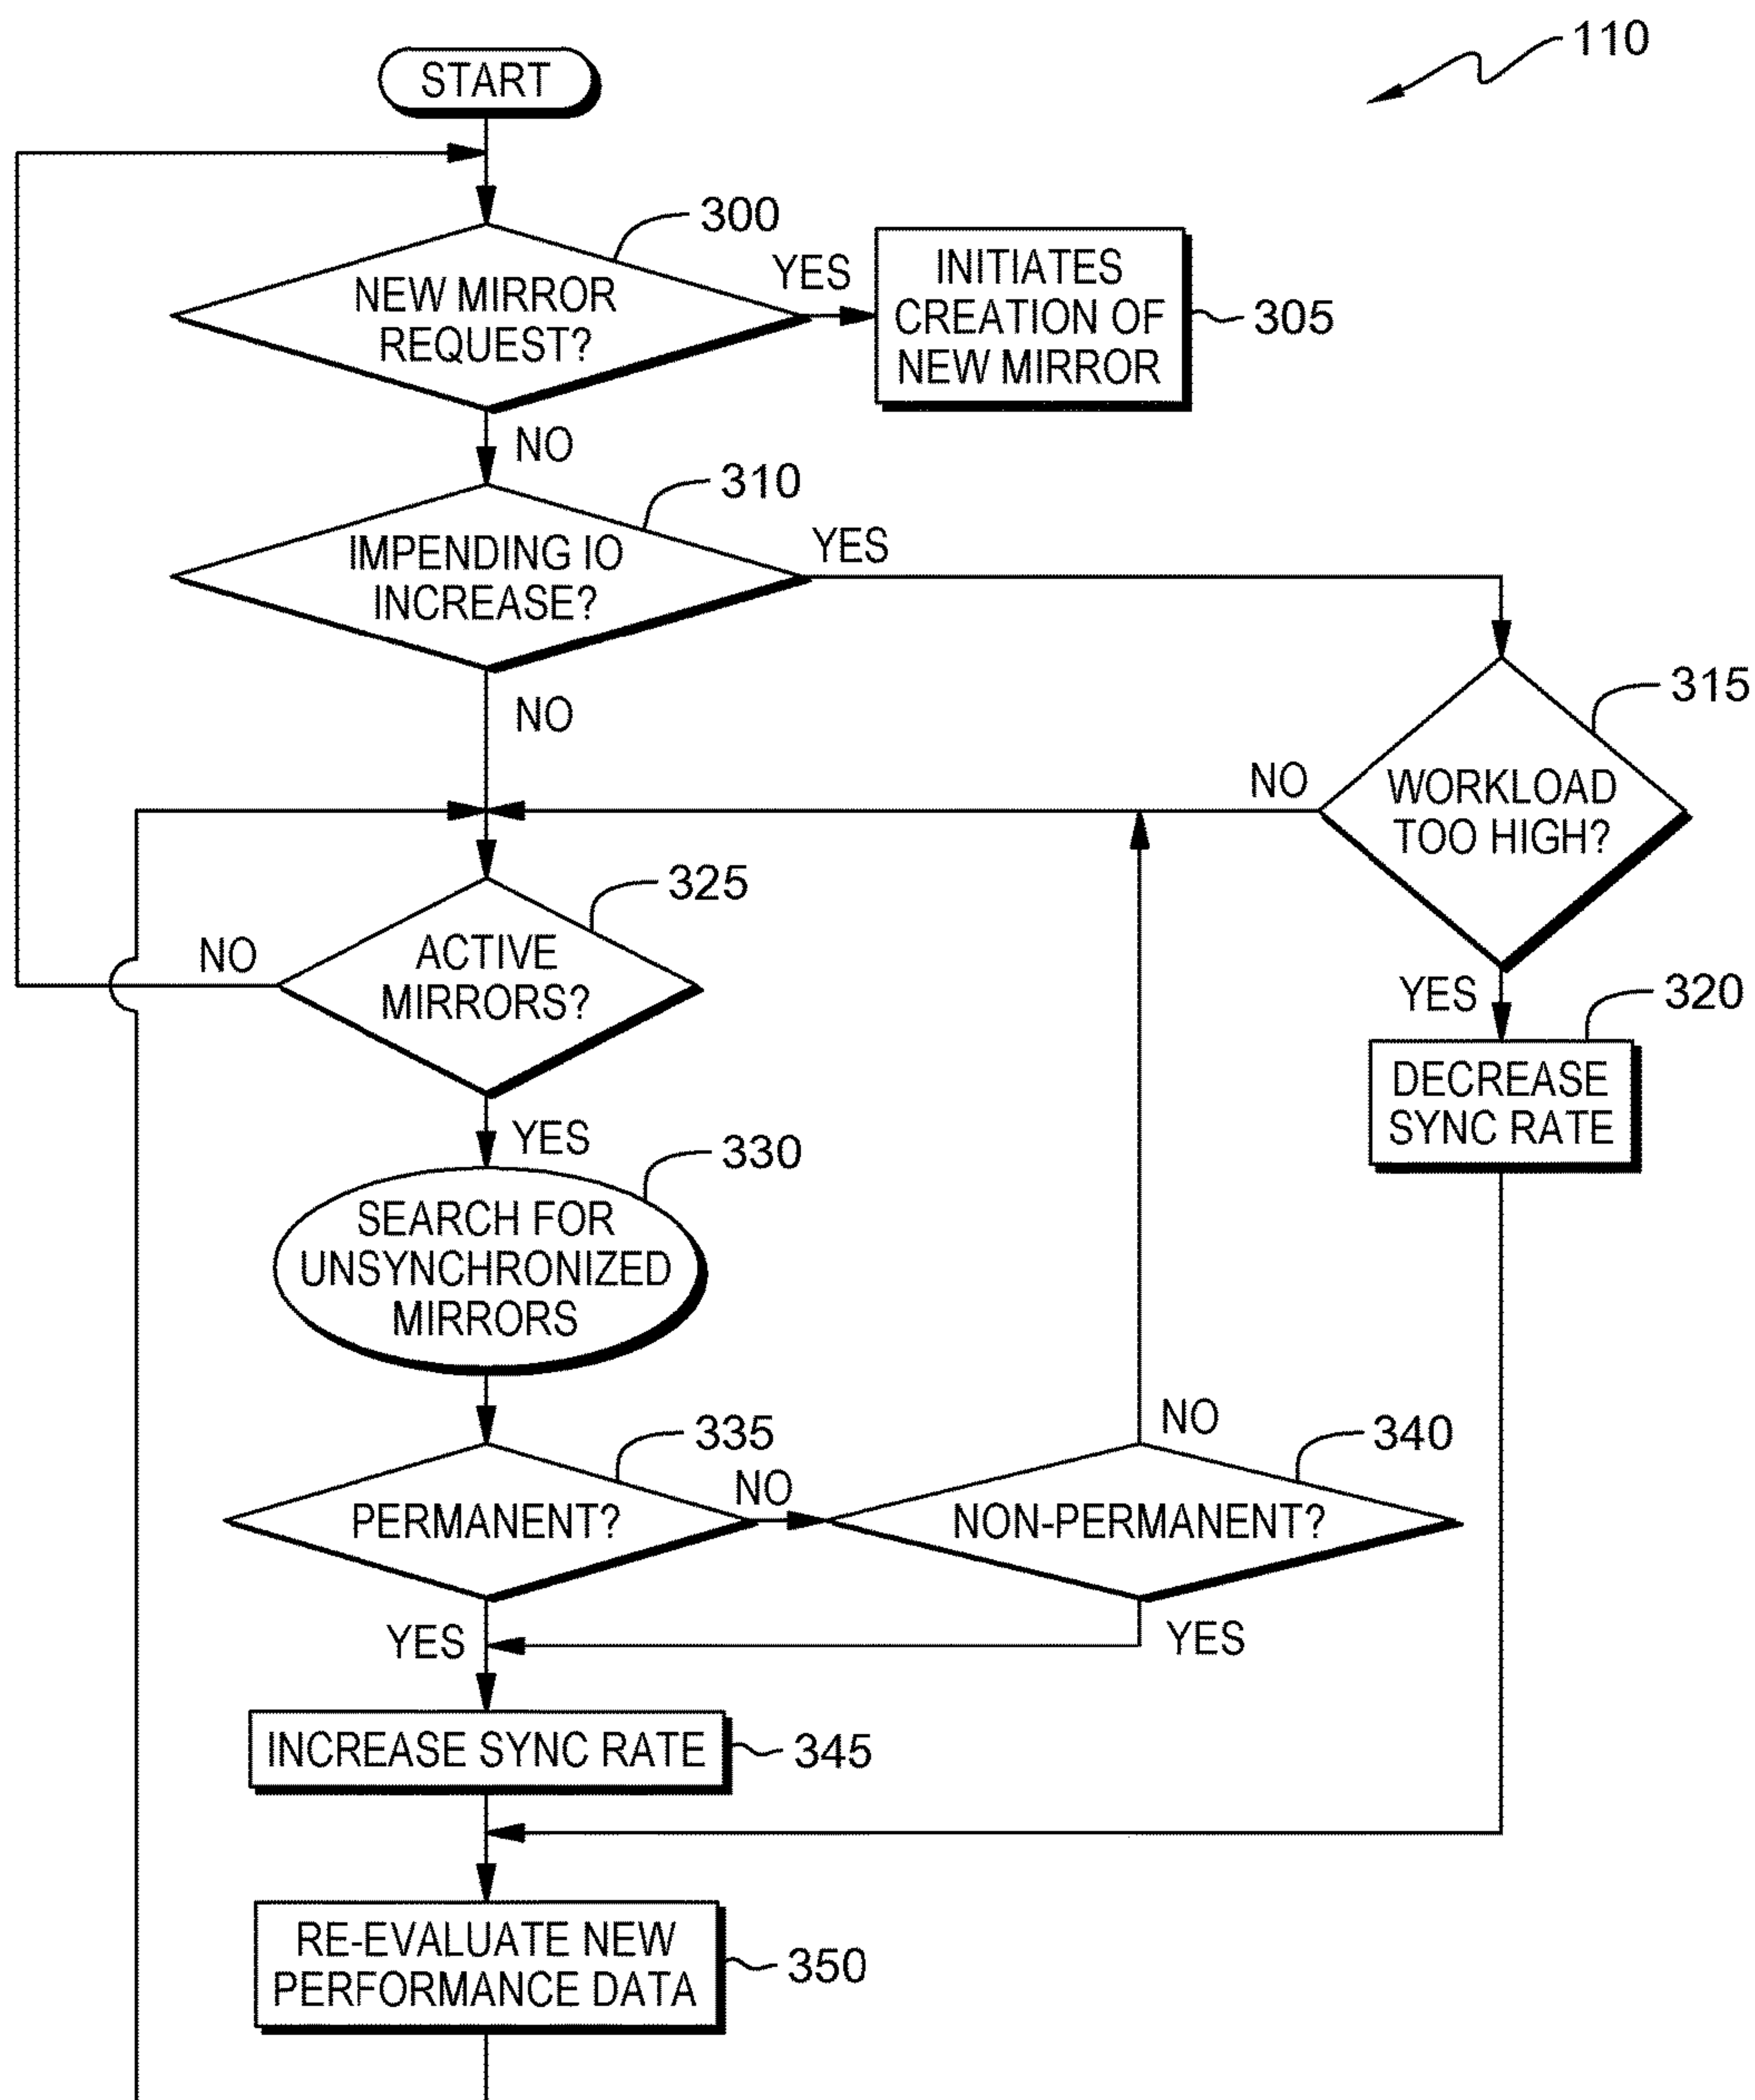 110
START
300
NEW MIRROR
REQUEST?
YES
INITIATES
CREATION OF
NEW MIRROR
305
NO
310
IMPENDING IO
INCREASE?
YES
NO
315
WORKLOAD
TOO HIGH?
NO
325
ACTIVE
MIRRORS?
NO
YES
320
DECREASE
SYNC RATE
YES
330
SEARCH FOR
UNSYNCHRONIZED
MIRRORS
335
PERMANENT?
NO
NO
340
NON-PERMANENT?
YES
YES
INCREASE SYNC RATE
345
RE-EVALUATE NEW
PERFORMANCE DATA
350